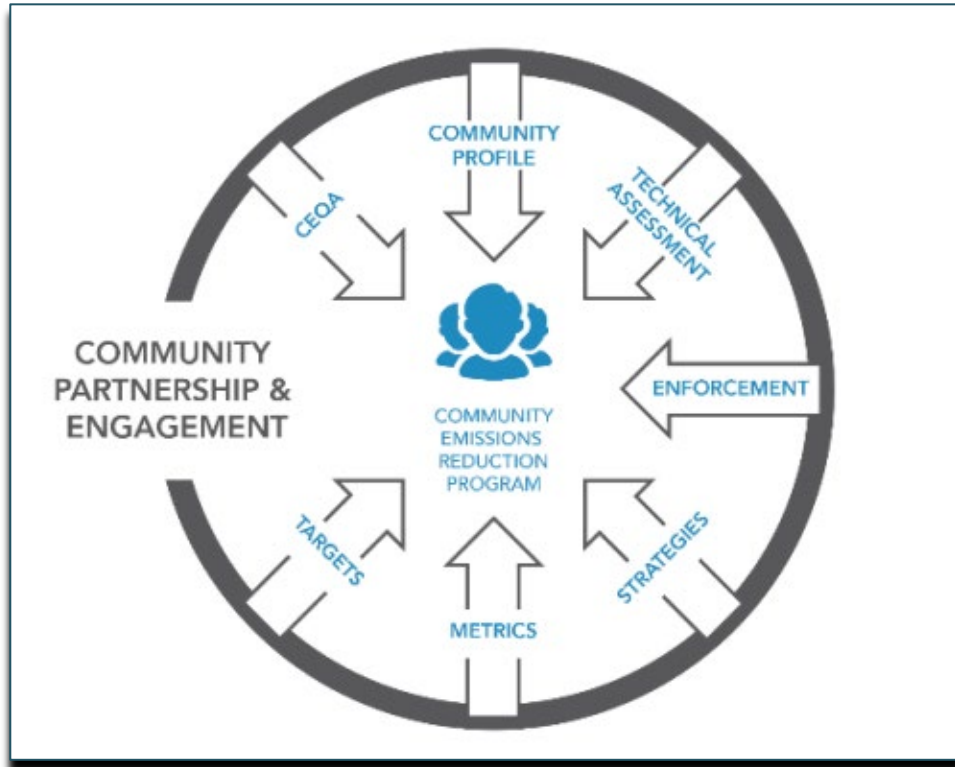 COMMUNITY
PROFILE
CEQA
TECHNICAL
ASSESSMENT
COMMUNITY
PARTNERSHIP &
ENGAGEMENT
ENFORCEMENT
COMMUNITY
EMISSIONS
REDUCTION
PROGRAM
TARGETS
METRICS
STRATEGIES